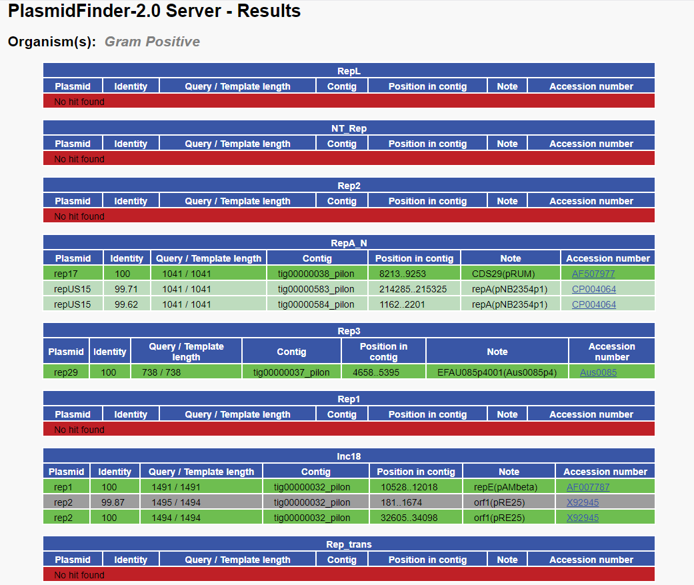 PlasmidFinder-2.0 Server - Results
Organism(s): Gram Positive
RepL
Plasmid Identity Query / Template length Contig Position in contig Note Accession number
No hit found
NT_Rep
Plasmid Identity Query / Template length Contig Position in contig Note Accession number
No hit found
Rep2
Plasmid Identity Query / Template length Contig Position in contig Note Accession number
No hit found
RepA_N
Plasmid Identity Query / Template length Contig Position in contig Note Accession number
rep17 100 1041 / 1041 tig00000038_pilon 8213..9253 CDS29(pRUM) AF507977
repUS15 99.71 1041 / 1041 tig00000583_pilon 214285..215325 repA(pNB2354p1) CP004064
repUS15 99.62 1041 / 1041 tig00000584_pilon 1162..2201 repA(pNB2354p1) CP004064
Rep3
Plasmid Identity Query / Template length Contig Position in contig Note Accession number
rep29 100 738 / 738 tig00000037_pilon 4658..5395 EFAU085p4001(Aus0085p4) Aus0085
Rep1
Plasmid Identity Query / Template length Contig Position in contig Note Accession number
No hit found
Inc18
Plasmid Identity Query / Template length Contig Position in contig Note Accession number
rep1 100 1491 / 1491 tig00000032_pilon 10528..12018 repE(pAMbeta) AF007787
rep2 99.87 1495 / 1494 tig00000032_pilon 181..1674 orf1(pRE25) X92945
rep2 100 1494 / 1494 tig00000032_pilon 32605..34098 orf1(pRE25) X92945
Rep_trans
Plasmid Identity Query / Template length Contig Position in contig Note Accession number
No hit found